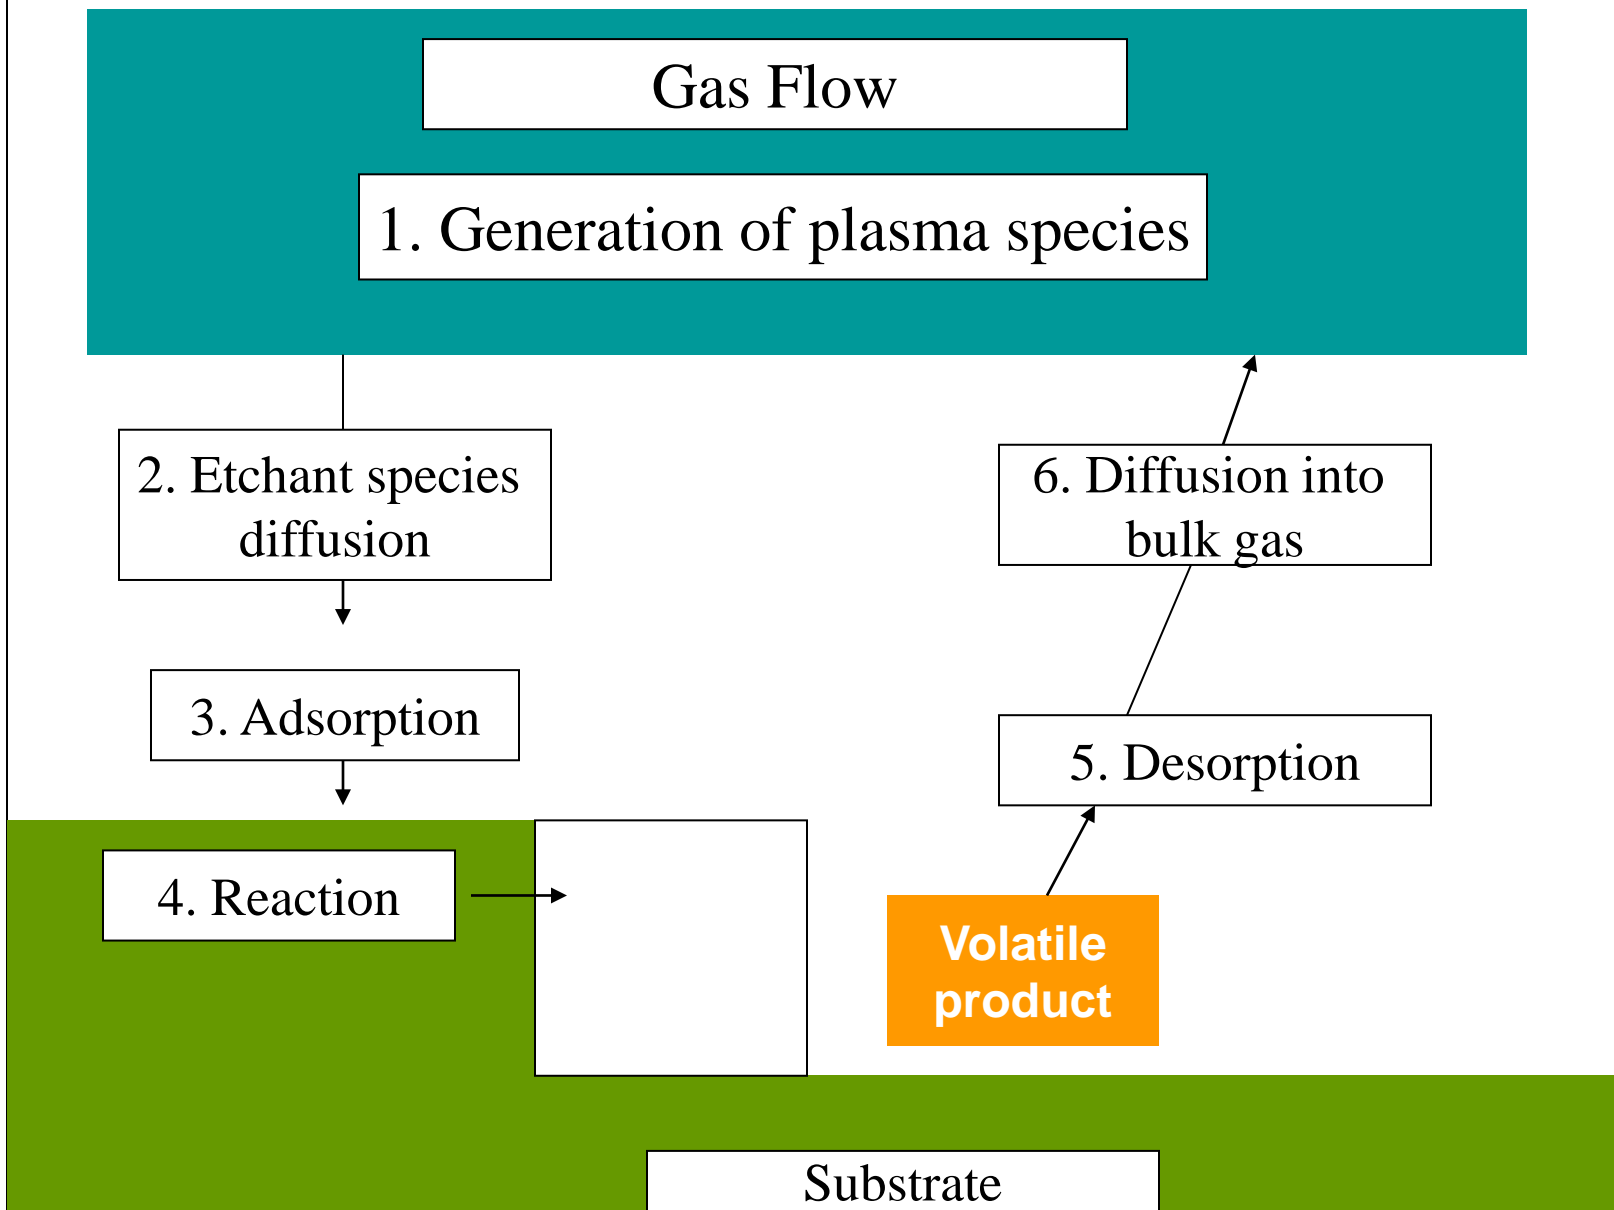 Gas Flow
1. Generation of plasma species
2. Etchant species
diffusion
6. Diffusion into
bulk gas
3. Adsorption
5. Desorption
4. Reaction
Volatile
product
Substrate